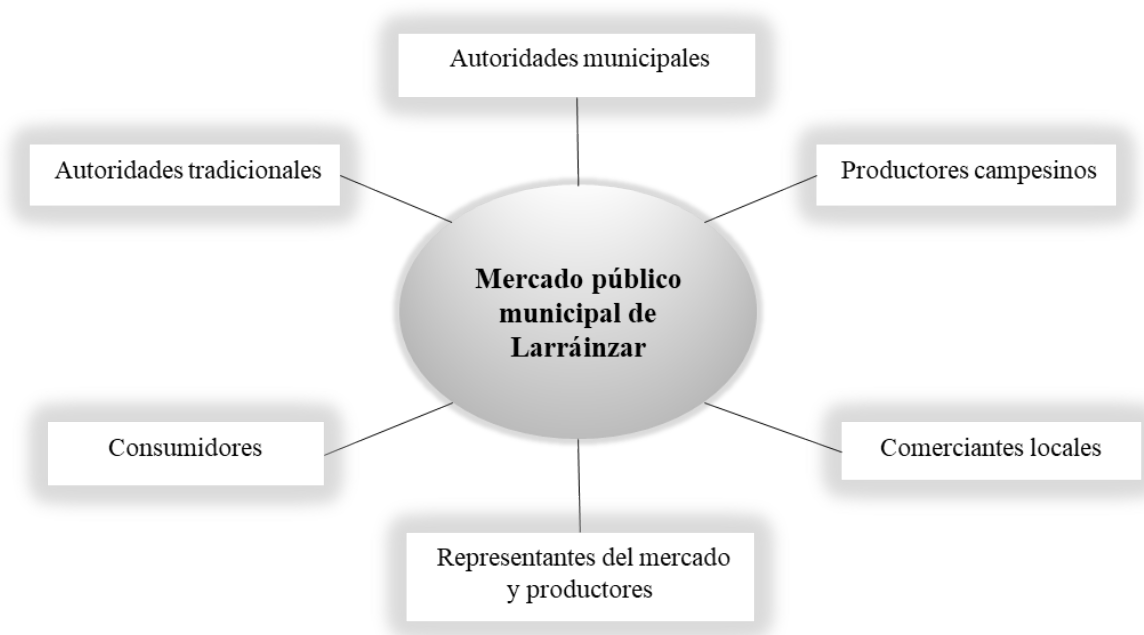 Autoridades municipales
Autoridades tradicionales
Productores campesinos
Mercado público
municipal de
Larráinzar
Consumidores
Comerciantes locales
Representantes del mercado
y productores